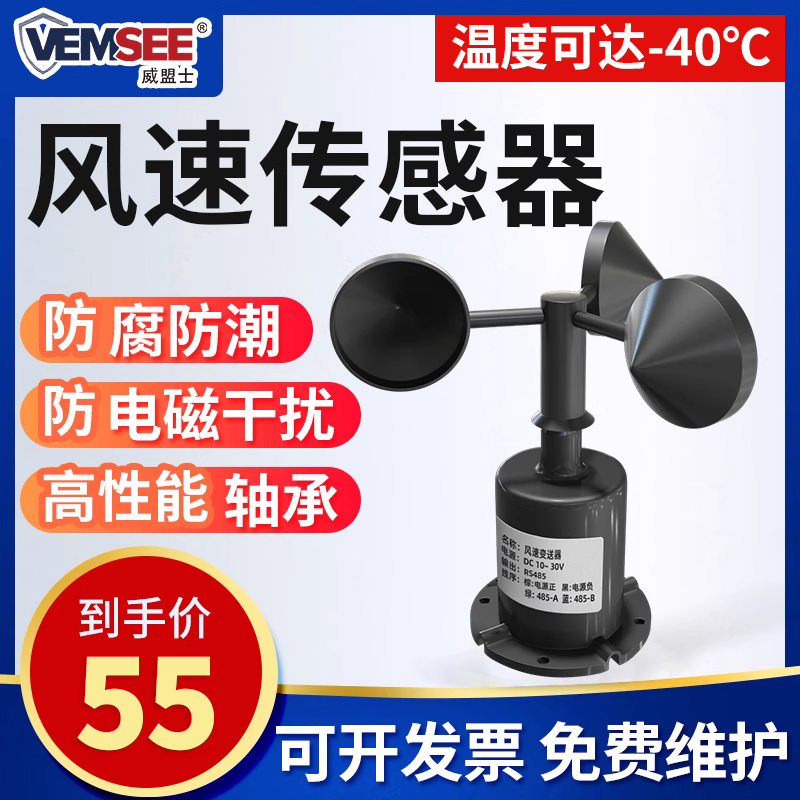 VEMSEE®
威盟士
温度可达-40℃
风速传感器
防 腐防潮
防 电磁干扰
高性能 轴承
名称：风速变送器
电源：DC 10~30V
输出：RS485
线序：棕:电源正 黑:电源负
绿:485-A 蓝:485-B
到手价
55
可开发票 免费维护